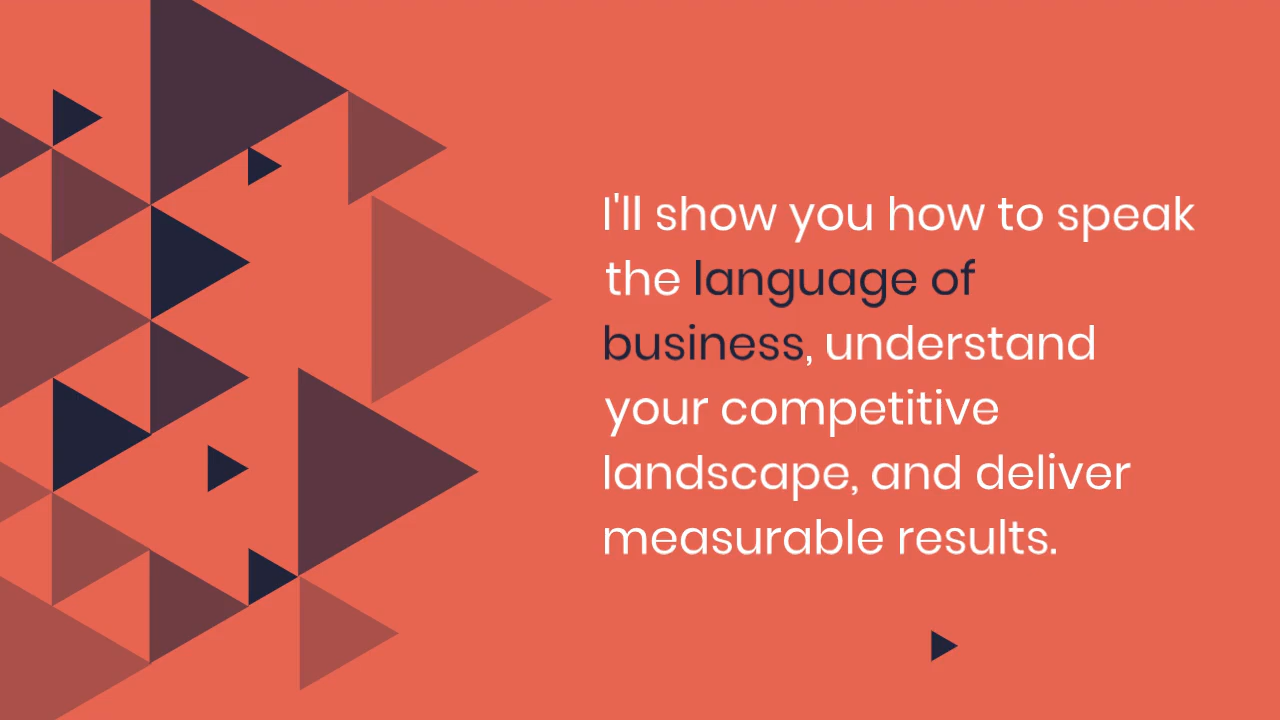 I'll show you how to speak
the language of
business, understand
your competitive
landscape, and deliver
measurable results.